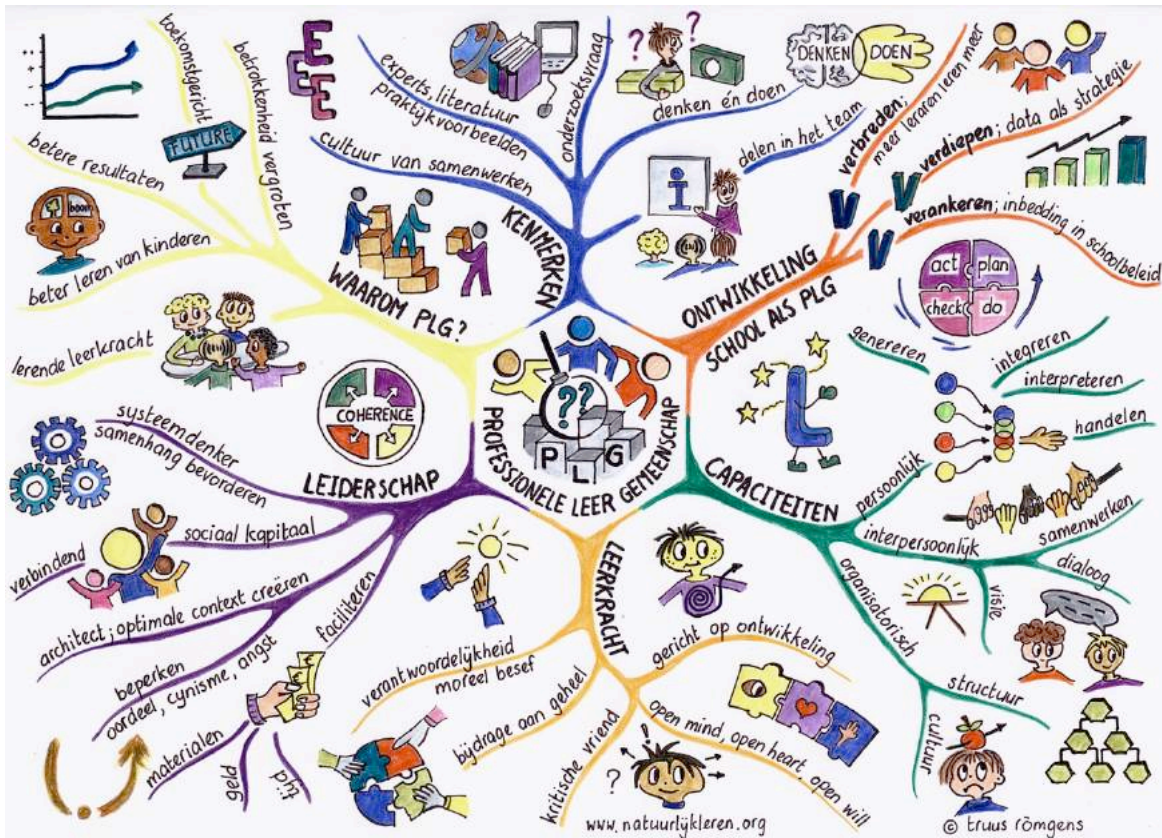 PROFESSIONELE LEER GEMEENSCHAP
??
P L G
WAAROM PLG?
betrokkenheid vergroten
toekomstgericht
FUTURE
betere resultaten
boom
beter leren van kinderen
lerende leerkracht
++
+
-
--
KENMERKEN
cultuur van samenwerken
E
E
E
E
experts, literatuur
praktijkvoorbeelden
onderzoeksvraag
denken én doen
? ?
DENKEN DOEN
delen in het team
i
ONTWIKKELING
SCHOOL ALS PLG
V
verbreden;
meer leraren leren meer
V
verdiepen; data als strategie
V
verankeren; inbedding in
schoolbeleid
act plan
check do
CAPACITEITEN
persoonlijk
genereren
integreren
interpreteren
handelen
interpersoonlijk
samenwerken
dialoog
visie
organisatorisch
structuur
cultuur
LEERKRACHT
gericht op ontwikkeling
open mind, open heart, open will
kritische vriend
? !
bijdrage aan geheel
verantwoordelijkheid
moreel besef
LEIDERSCHAP
COHERENCE
systeemdenker
samenhang bevorderen
sociaal kapitaal
verbindend
architect; optimale context creëren
beperken
oordeel, cynisme, angst
faciliteren
materialen
geld
tijd
www.natuurlijkleren.org
© truus römgens